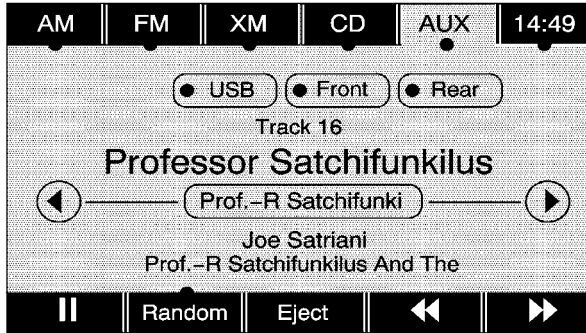 AM FM XM CD AUX 14:49
USB Front Rear
Track 16
Professor Satchifunkilus
Prof.–R Satchifunki
Joe Satriani
Prof.–R Satchifunkilus And The
Random Eject